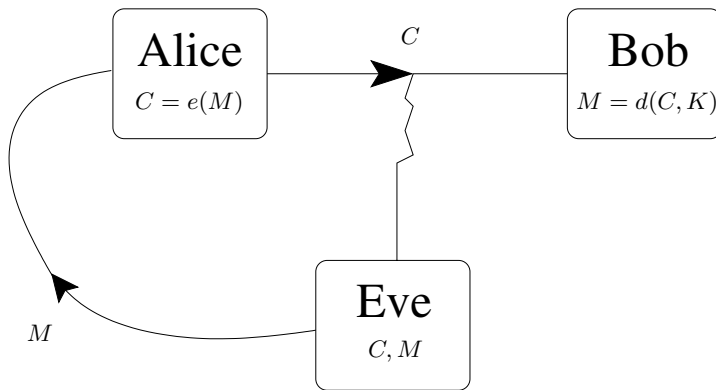 C
Alice
C = e(M)
Bob
M = d(C, K)
M
Eve
C, M